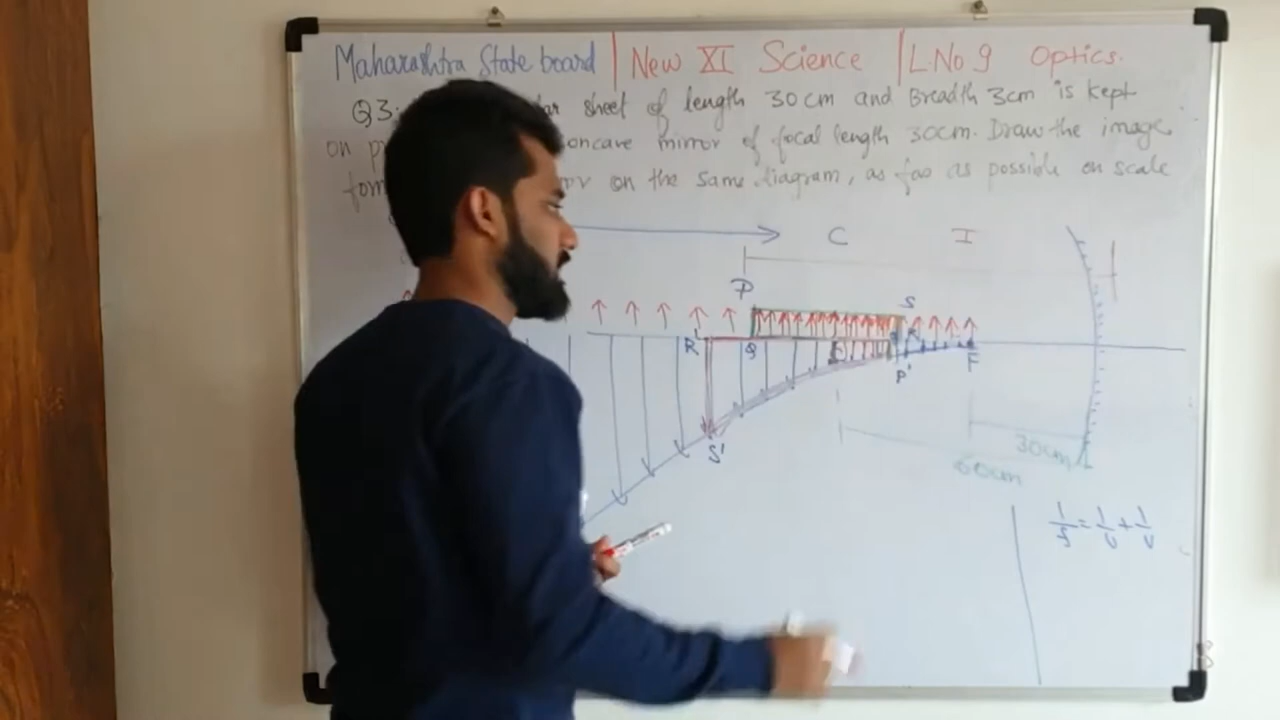 Maharashtra State board | New XI Science | L.No 9 Optics.
Q3: sheet of length 30 cm and Breadth 3cm is kept
on concave mirror of focal length 30cm. Draw the image
on the same diagram, as far as possible on scale
C I
P S
R' Q R
P' F
S'
30cm
60cm
1/f = 1/u + 1/v